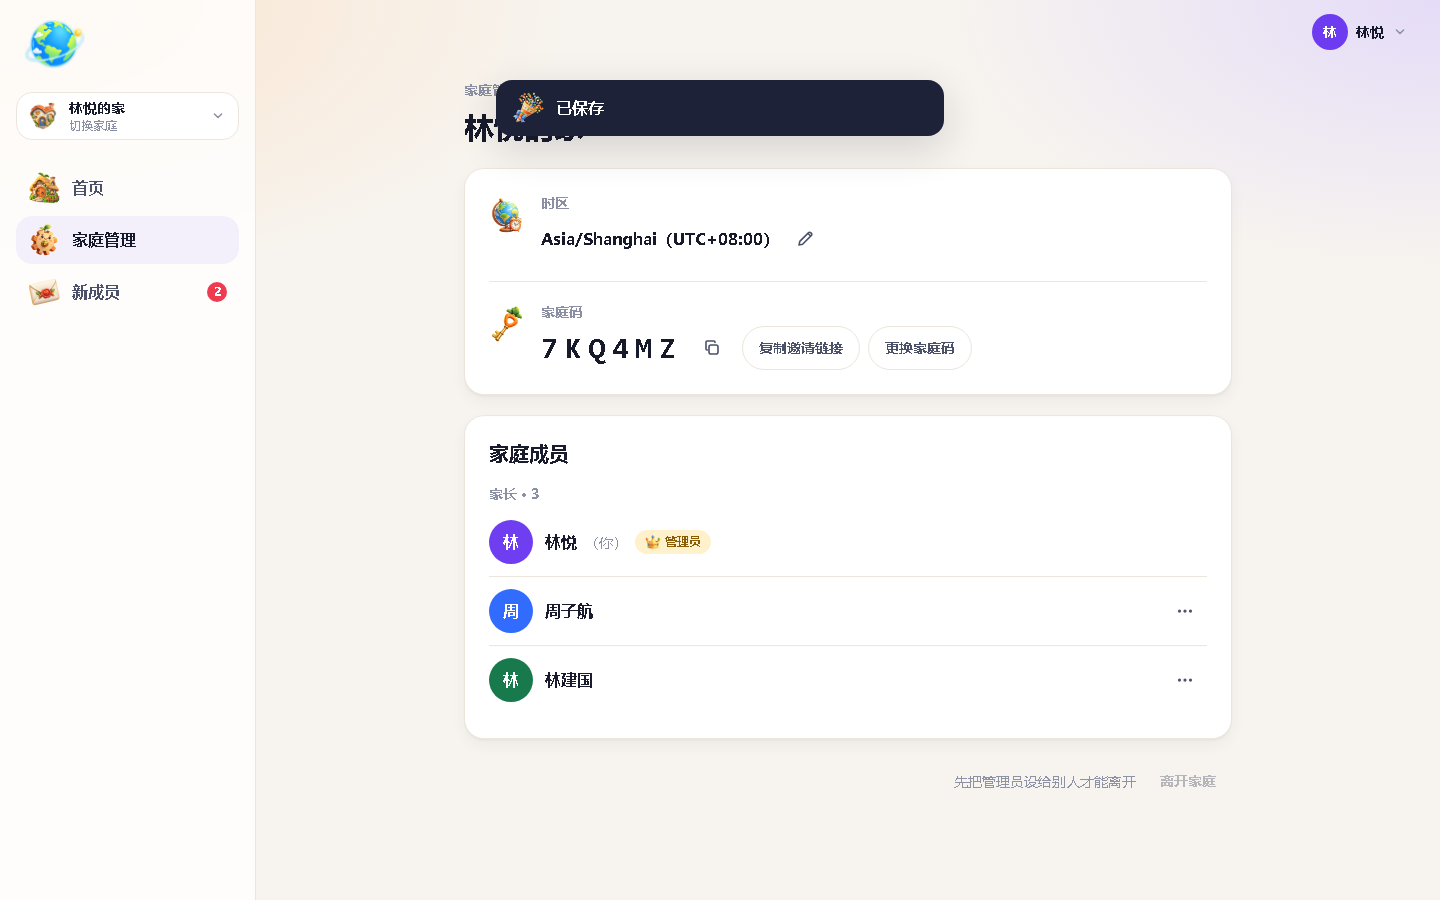 林悦的家
切换家庭
首页
家庭管理
新成员
2
林 林悦
已保存
时区
Asia/Shanghai (UTC+08:00)
家庭码
7KQ4MZ
复制邀请链接
更换家庭码
家庭成员
家长 • 3
林 林悦 (你) 管理员
周 周子航
林 林建国
先把管理员设给别人才能离开 离开家庭